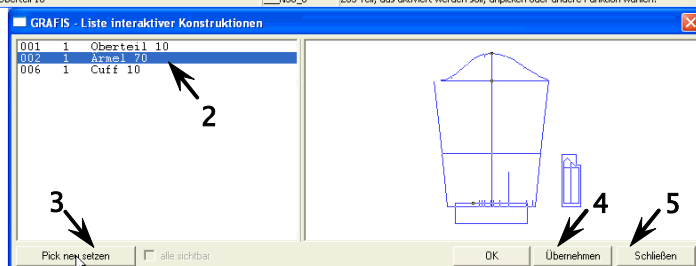 GRAFIS - Liste interaktiver Konstruktionen
001 1 Oberteil 10
002 1 Ärmel 70
006 1 Cuff 10
2
3
4
5
Pick neu setzen
alle sichtbar
OK
Übernehmen
Schließen